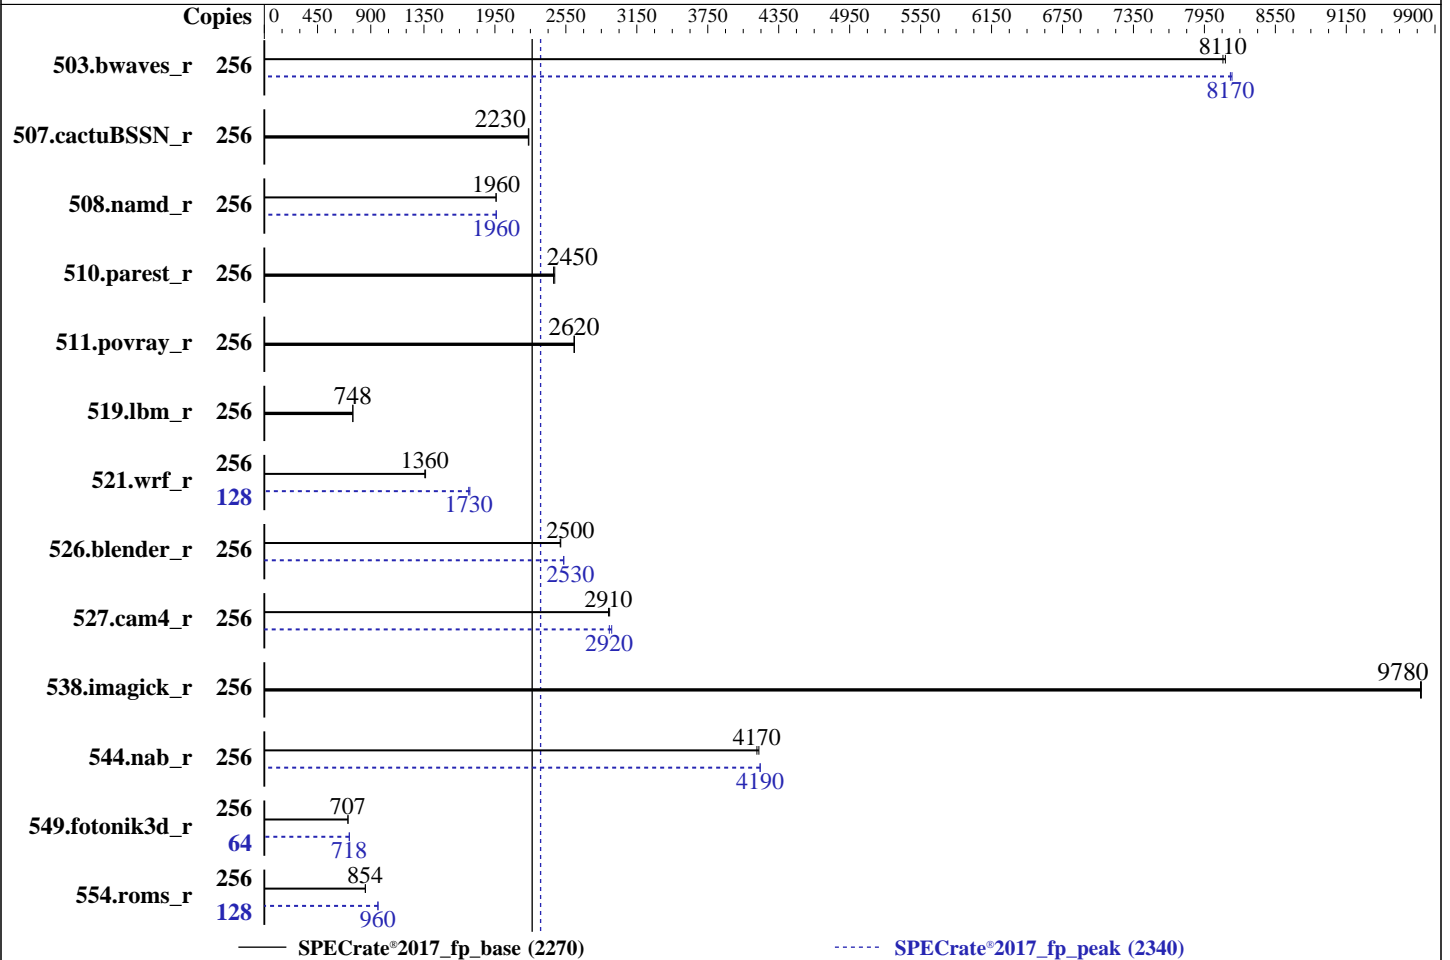 Copies 0 450 900 1350 1950 2550 3150 3750 4350 4950 5550 6150 6750 7350 7950 8550 9150 9900
503.bwaves_r 256 8110
8170
507.cactuBSSN_r 256 2230
508.namd_r 256 1960
1960
510.parest_r 256 2450
511.povray_r 256 2620
519.lbm_r 256 748
521.wrf_r 256 1360
128 1730
526.blender_r 256 2500
2530
527.cam4_r 256 2910
2920
538.imagick_r 256 9780
544.nab_r 256 4170
4190
549.fotonik3d_r 256 707
64 718
554.roms_r 256 854
128 960
SPECrate®2017_fp_base (2270) SPECrate®2017_fp_peak (2340)